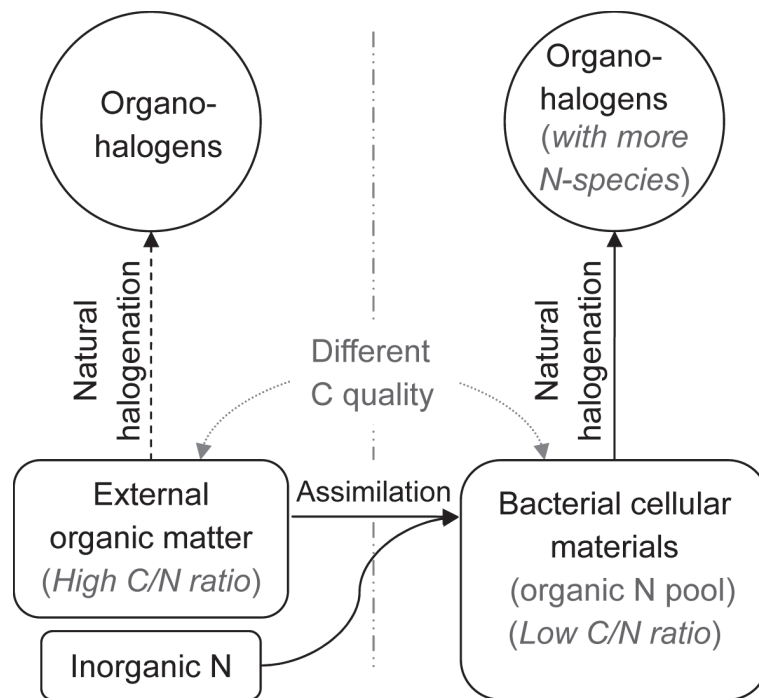 Organo-
halogens
Organo-
halogens
(with more
N-species)
Natural
halogenation
Different
C quality
Natural
halogenation
External
organic matter
(High C/N ratio)
Assimilation
Bacterial cellular
materials
(organic N pool)
(Low C/N ratio)
Inorganic N